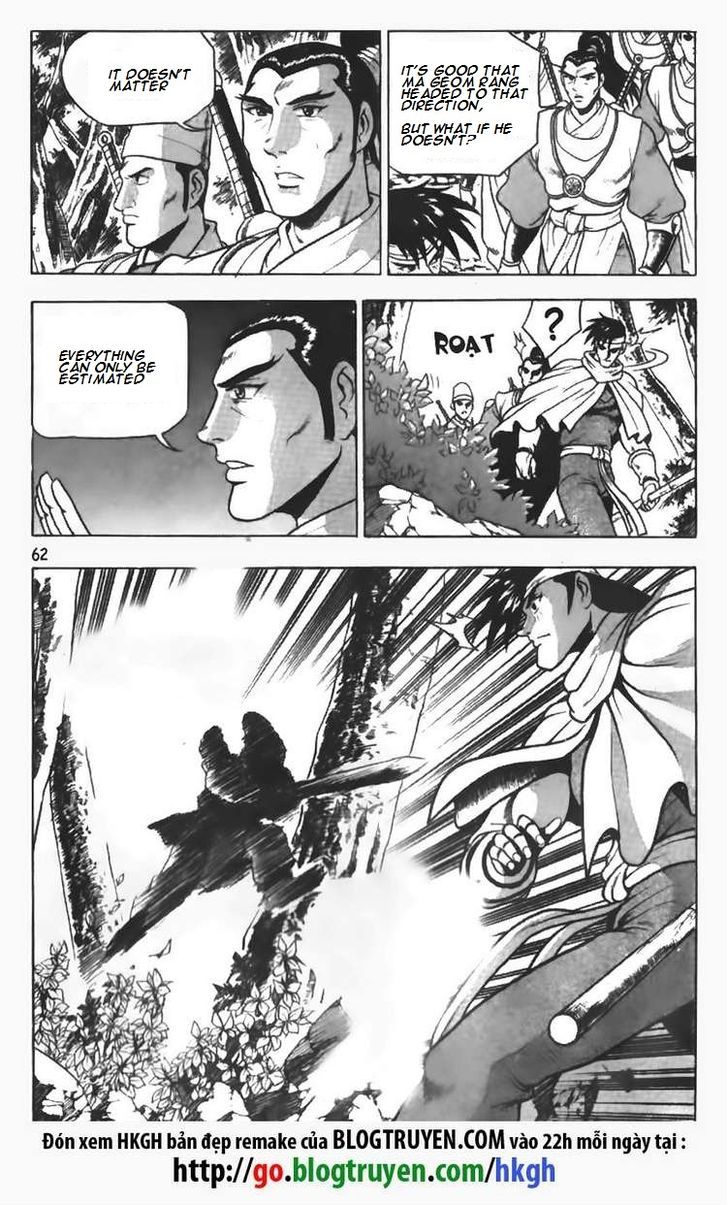 IT DOESN'T
MATTER
IT'S GOOD THAT
MA GEOM RANG
HEADED TO THAT
DIRECTION,
BUT WHAT IF HE
DOESN'T?
EVERYTHING
CAN ONLY BE
ESTIMATED
ROẠT
?
62
Đón xem HKGH bản đẹp remake của BLOGTRUYEN.COM vào 22h mỗi ngày tại :
http://go.blogtruyen.com/hkgh